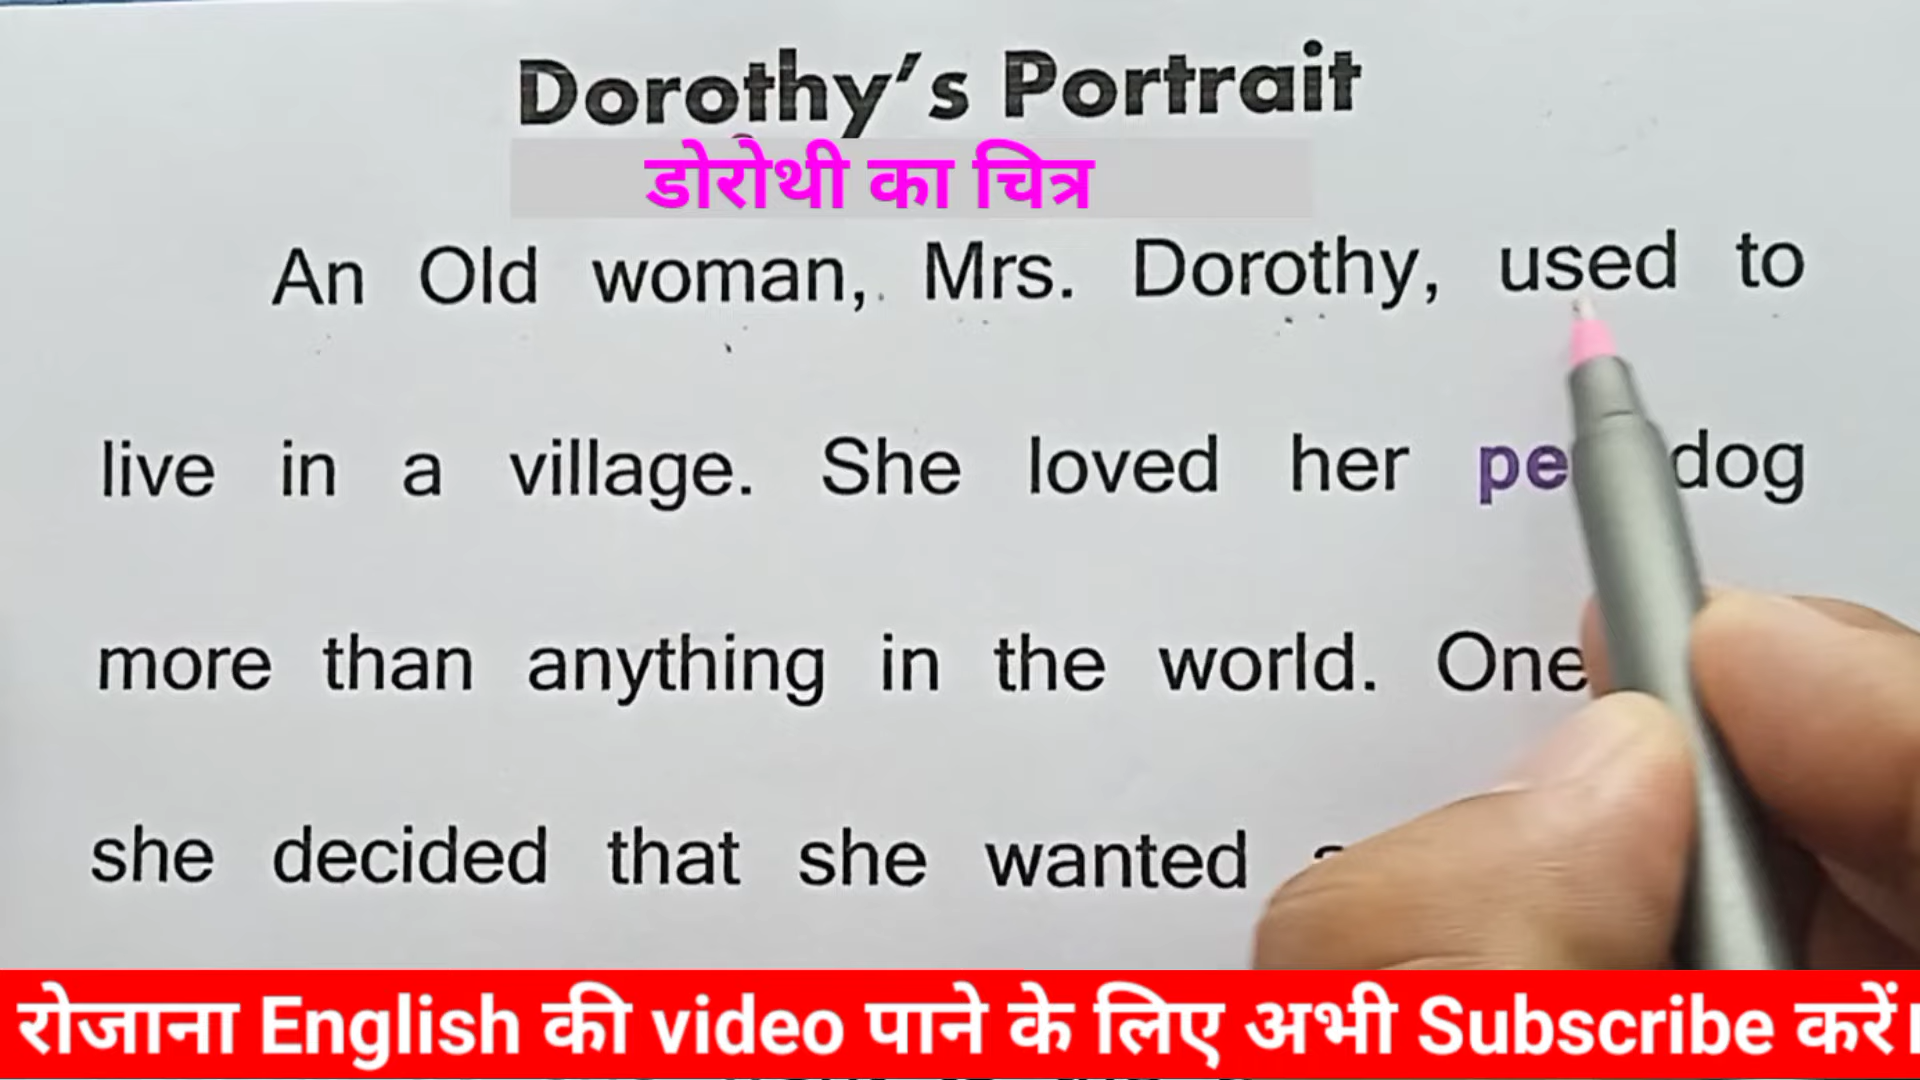 Dorothy's Portrait
डोरोथी का चित्र
An Old woman, Mrs. Dorothy, used to
live in a village. She loved her dog
more than anything in the world. One
she decided that she wanted
रोजाना English की video पाने के लिए अभी Subscribe करें।